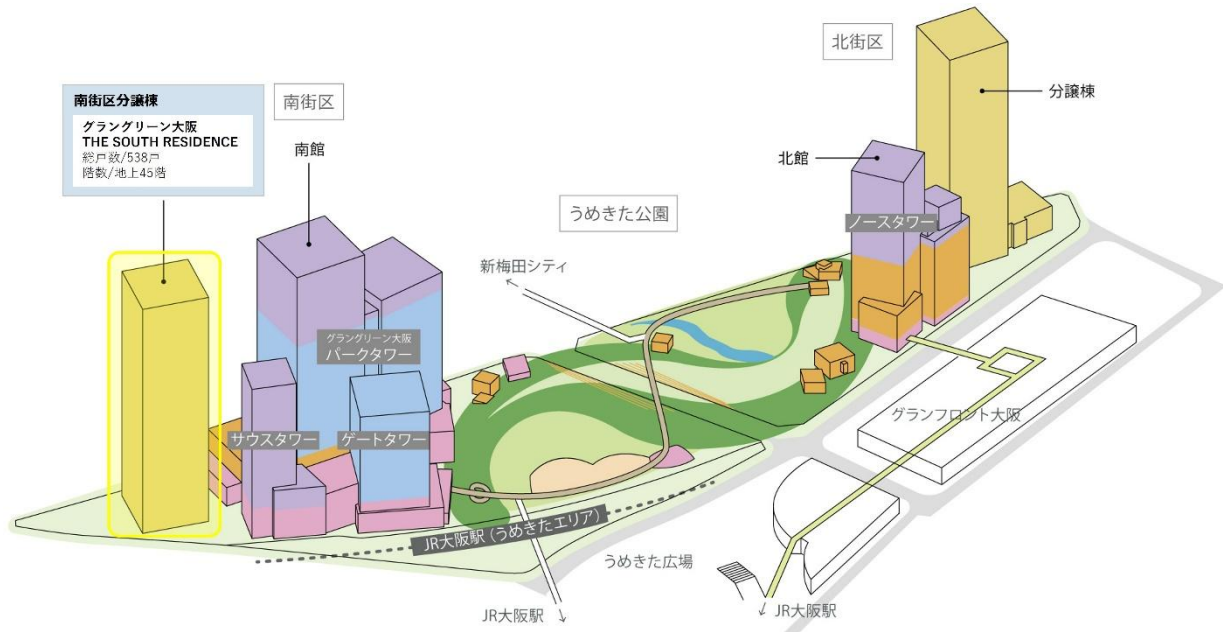 南街区分譲棟
グラングリーン大阪
THE SOUTH RESIDENCE
総戸数/538戸
階数/地上45階
南街区
南館
北街区
分譲棟
北館
ノースタワー
うめきた公園
新梅田シティ
グラングリーン大阪
パークタワー
サウスタワー
ゲートタワー
グランフロント大阪
JR大阪駅（うめきたエリア）
うめきた広場
JR大阪駅
JR大阪駅